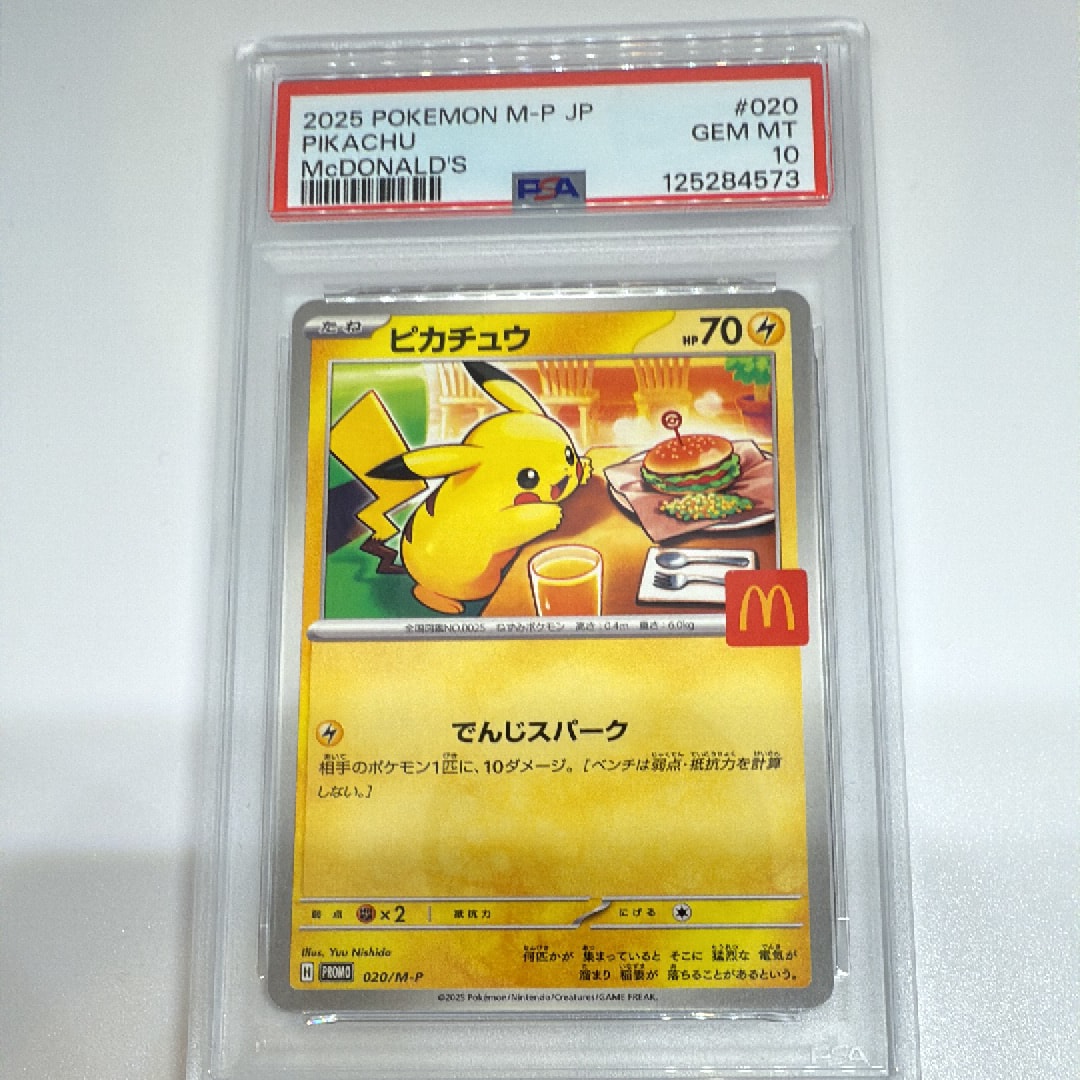 2025 POKEMON M-P JP #020
PIKACHU GEM MT
McDONALD'S 10
PSA 125284573
たね ピカチュウ HP70
全国図鑑NO.0025 ねずみポケモン 高さ:0.4m 重さ:6.0kg
でんじスパーク
相手のポケモン1匹に、10ダメージ。[ベンチは弱点・抵抗力を計算
しない。]
弱点 ×2 抵抗力 にげる
Illus. Yuu Nishida
何匹かが 集まっていると そこに 猛烈な 電気が
溜まり 稲妻が 落ちることがあるという。
PROMO 020/M-P
©2025 Pokémon/Nintendo/Creatures/GAME FREAK.
PSA